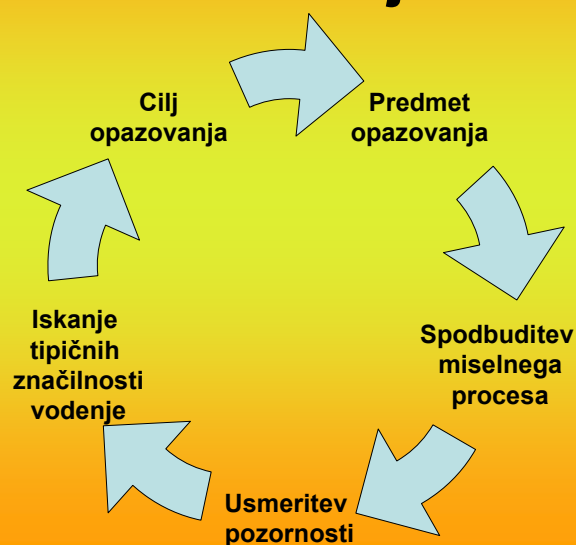 Cilj
opazovanja
Predmet
opazovanja
Spodbuditev
miselnega
procesa
Usmeritev
pozornosti
Iskanje
tipičnih
značilnosti
vodenje